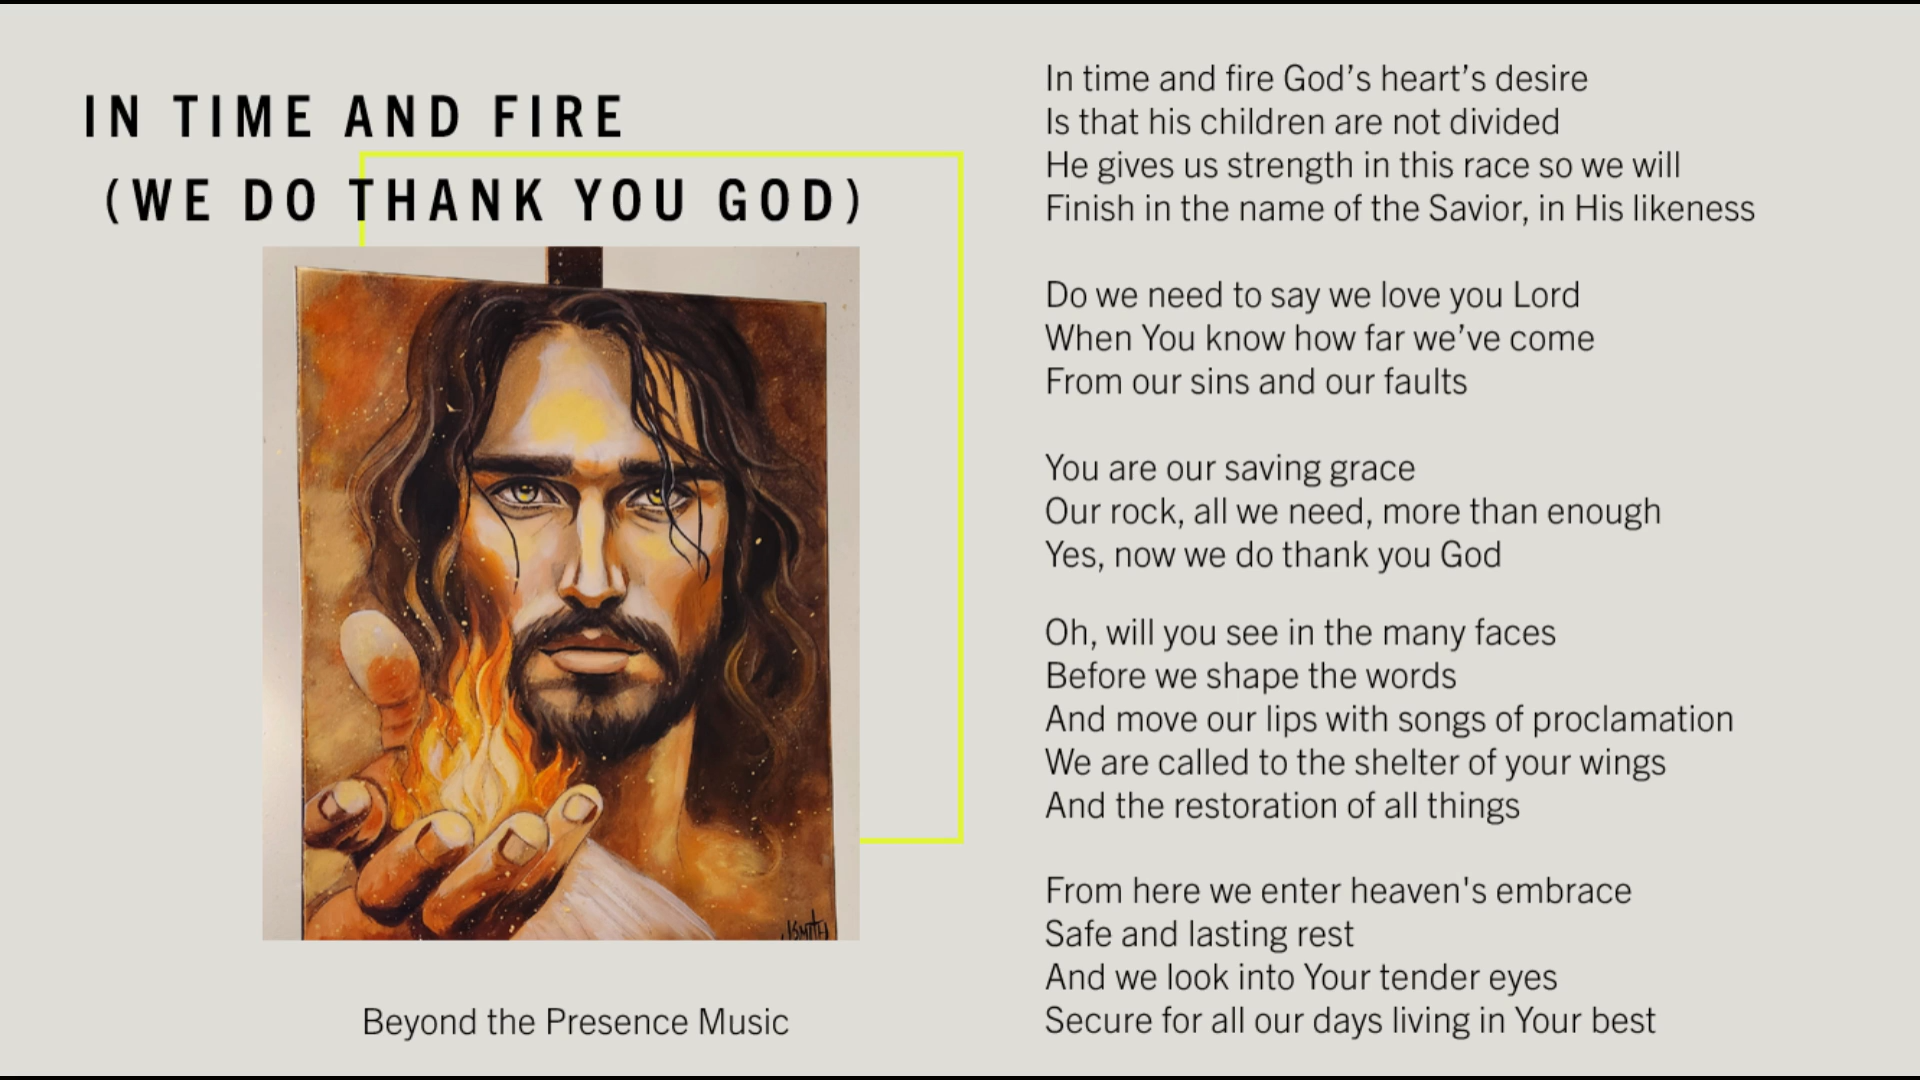 IN TIME AND FIRE
(WE DO THANK YOU GOD)
JSMITH
Beyond the Presence Music
In time and fire God’s heart’s desire
Is that his children are not divided
He gives us strength in this race so we will
Finish in the name of the Savior, in His likeness
Do we need to say we love you Lord
When You know how far we’ve come
From our sins and our faults
You are our saving grace
Our rock, all we need, more than enough
Yes, now we do thank you God
Oh, will you see in the many faces
Before we shape the words
And move our lips with songs of proclamation
We are called to the shelter of your wings
And the restoration of all things
From here we enter heaven's embrace
Safe and lasting rest
And we look into Your tender eyes
Secure for all our days living in Your best